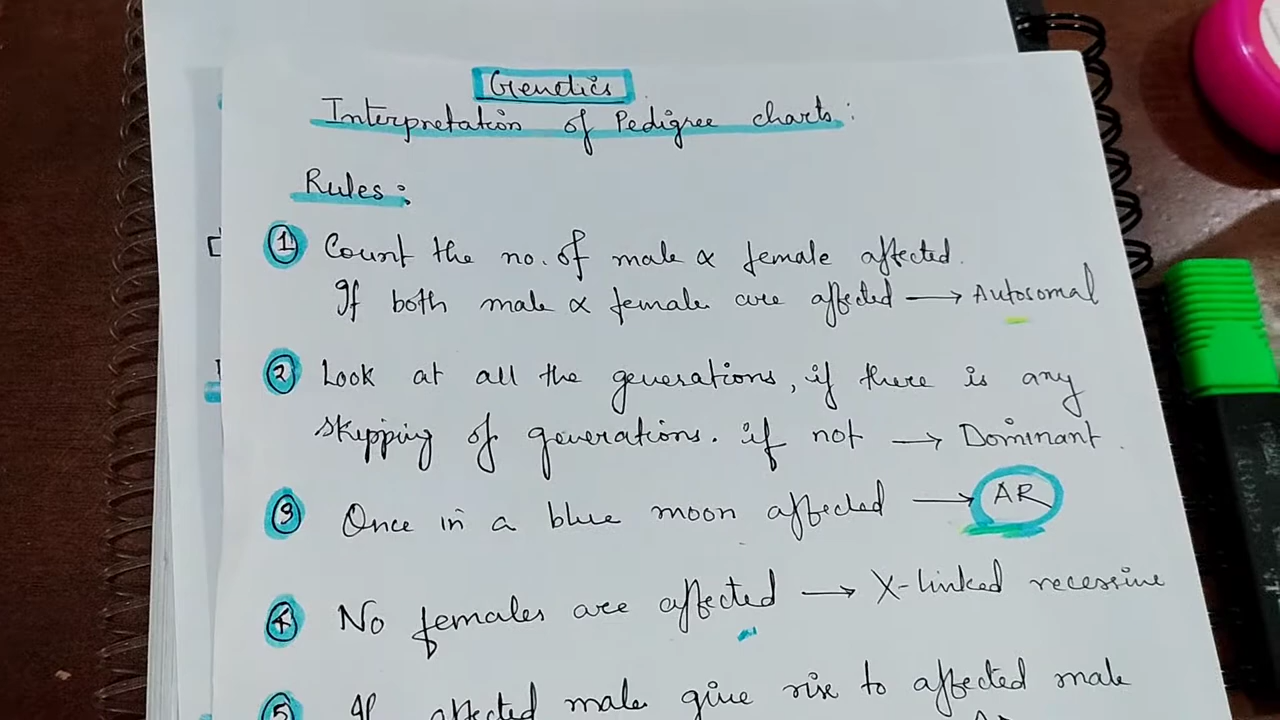 Genetics
Interpretation of Pedigree charts:
Rules:
① Count the no. of male & female affected.
If both male & female are affected → Autosomal
② Look at all the generations, if there is any
skipping of generations. if not → Dominant.
③ Once in a blue moon affected → AR
④ No females are affected → X-linked recessive
⑤ If affected male give rise to affected male